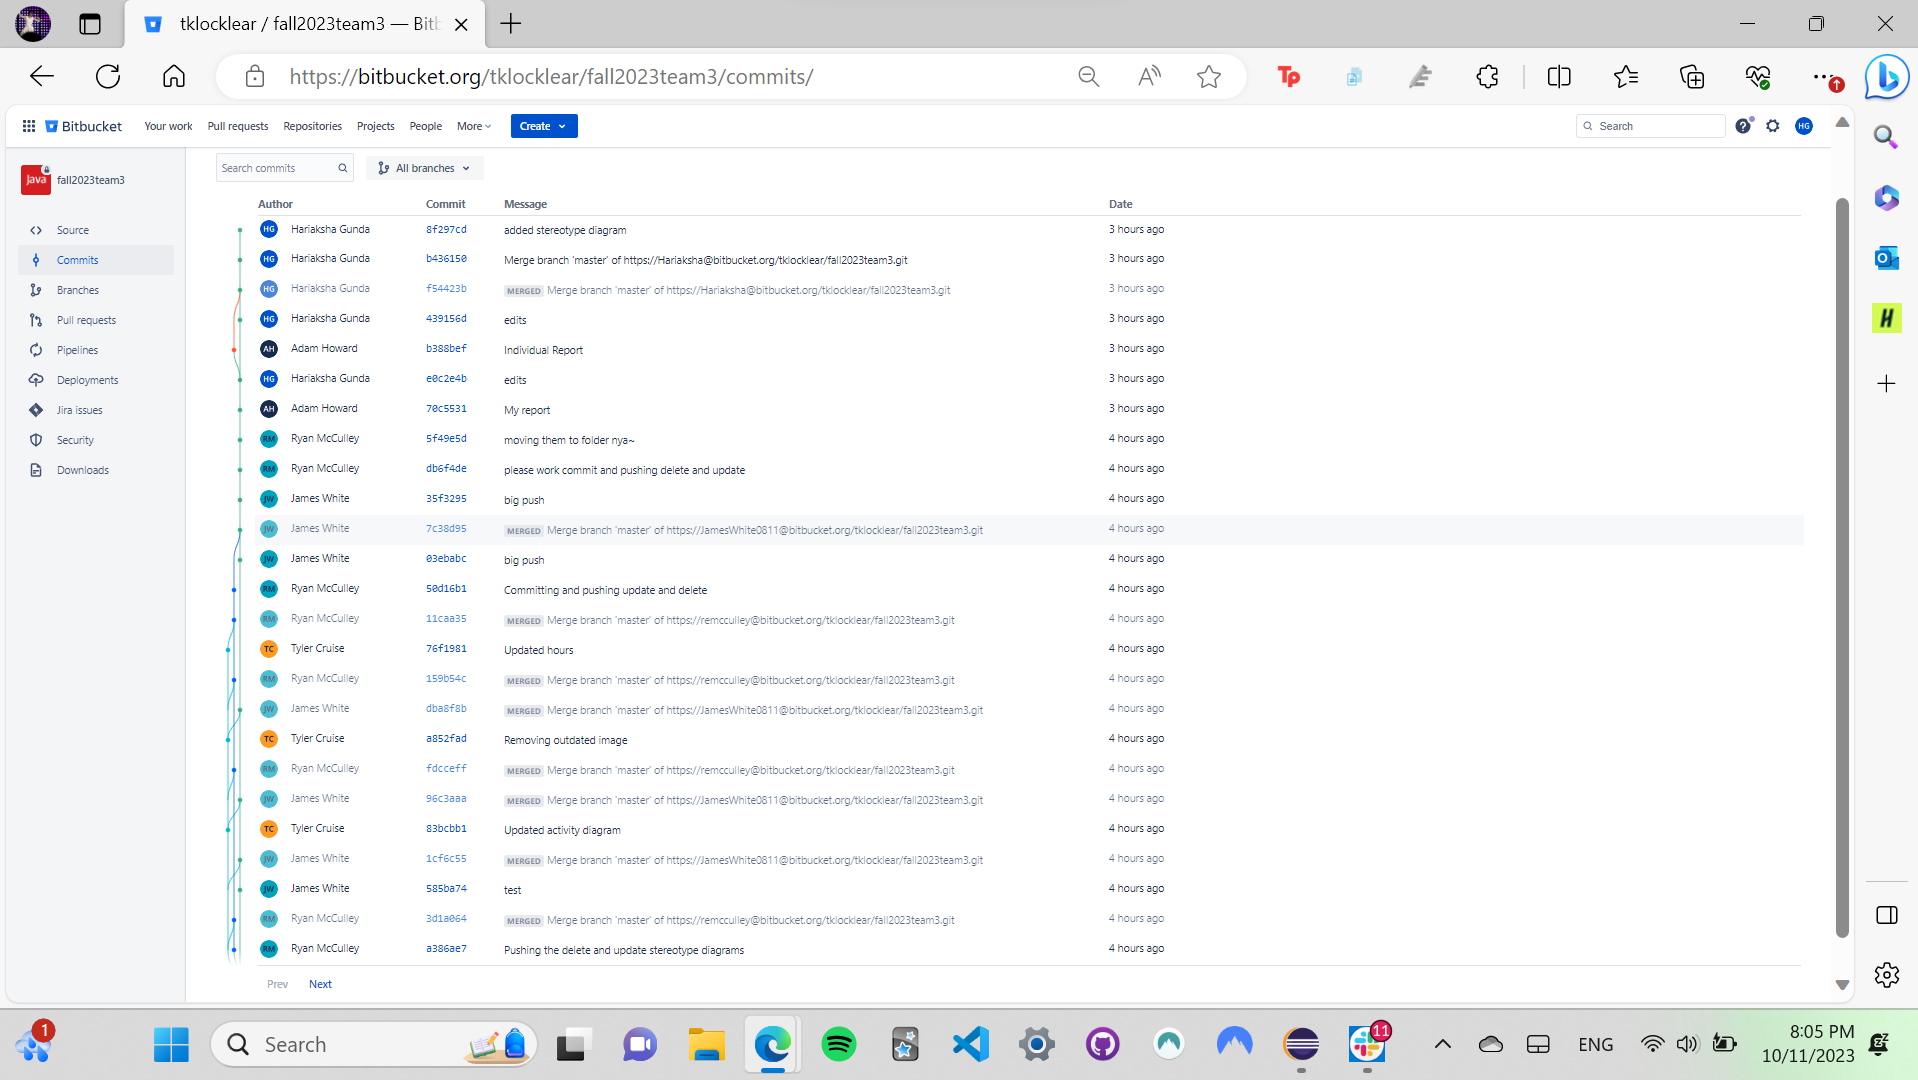 tklocklear / fall2023team3 — Bitb
https://bitbucket.org/tklocklear/fall2023team3/commits/
Bitbucket Your work Pull requests Repositories Projects People More Create Search HG
Java fall2023team3
Search commits All branches
Source
Commits
Branches
Pull requests
Pipelines
Deployments
Jira issues
Security
Downloads
Author Commit Message Date
HG Hariaksha Gunda 8f297cd added stereotype diagram 3 hours ago
HG Hariaksha Gunda b436150 Merge branch 'master' of https://Hariaksha@bitbucket.org/tklocklear/fall2023team3.git 3 hours ago
HG Hariaksha Gunda f54423b MERGED Merge branch 'master' of https://Hariaksha@bitbucket.org/tklocklear/fall2023team3.git 3 hours ago
HG Hariaksha Gunda 439156d edits 3 hours ago
AH Adam Howard b388bef Individual Report 3 hours ago
HG Hariaksha Gunda e0c2e4b edits 3 hours ago
AH Adam Howard 70c5531 My report 3 hours ago
RM Ryan McCulley 5f49e5d moving them to folder nya~ 4 hours ago
RM Ryan McCulley db6f4de please work commit and pushing delete and update 4 hours ago
JW James White 35f3295 big push 4 hours ago
JW James White 7c38d95 MERGED Merge branch 'master' of https://JamesWhite0811@bitbucket.org/tklocklear/fall2023team3.git 4 hours ago
JW James White 03ebabc big push 4 hours ago
RM Ryan McCulley 50d16b1 Committing and pushing update and delete 4 hours ago
RM Ryan McCulley 11caa35 MERGED Merge branch 'master' of https://remcculley@bitbucket.org/tklocklear/fall2023team3.git 4 hours ago
TC Tyler Cruise 76f1981 Updated hours 4 hours ago
RM Ryan McCulley 159b54c MERGED Merge branch 'master' of https://remcculley@bitbucket.org/tklocklear/fall2023team3.git 4 hours ago
JW James White dba8f8b MERGED Merge branch 'master' of https://JamesWhite0811@bitbucket.org/tklocklear/fall2023team3.git 4 hours ago
TC Tyler Cruise a852fad Removing outdated image 4 hours ago
RM Ryan McCulley fdcceff MERGED Merge branch 'master' of https://remcculley@bitbucket.org/tklocklear/fall2023team3.git 4 hours ago
JW James White 96c3aaa MERGED Merge branch 'master' of https://JamesWhite0811@bitbucket.org/tklocklear/fall2023team3.git 4 hours ago
TC Tyler Cruise 83bcbb1 Updated activity diagram 4 hours ago
JW James White 1cf6c55 MERGED Merge branch 'master' of https://JamesWhite0811@bitbucket.org/tklocklear/fall2023team3.git 4 hours ago
JW James White 585ba74 test 4 hours ago
RM Ryan McCulley 3d1a064 MERGED Merge branch 'master' of https://remcculley@bitbucket.org/tklocklear/fall2023team3.git 4 hours ago
RM Ryan McCulley a386ae7 Pushing the delete and update stereotype diagrams 4 hours ago
Prev Next
1 Search 11 ENG 8:05 PM
10/11/2023